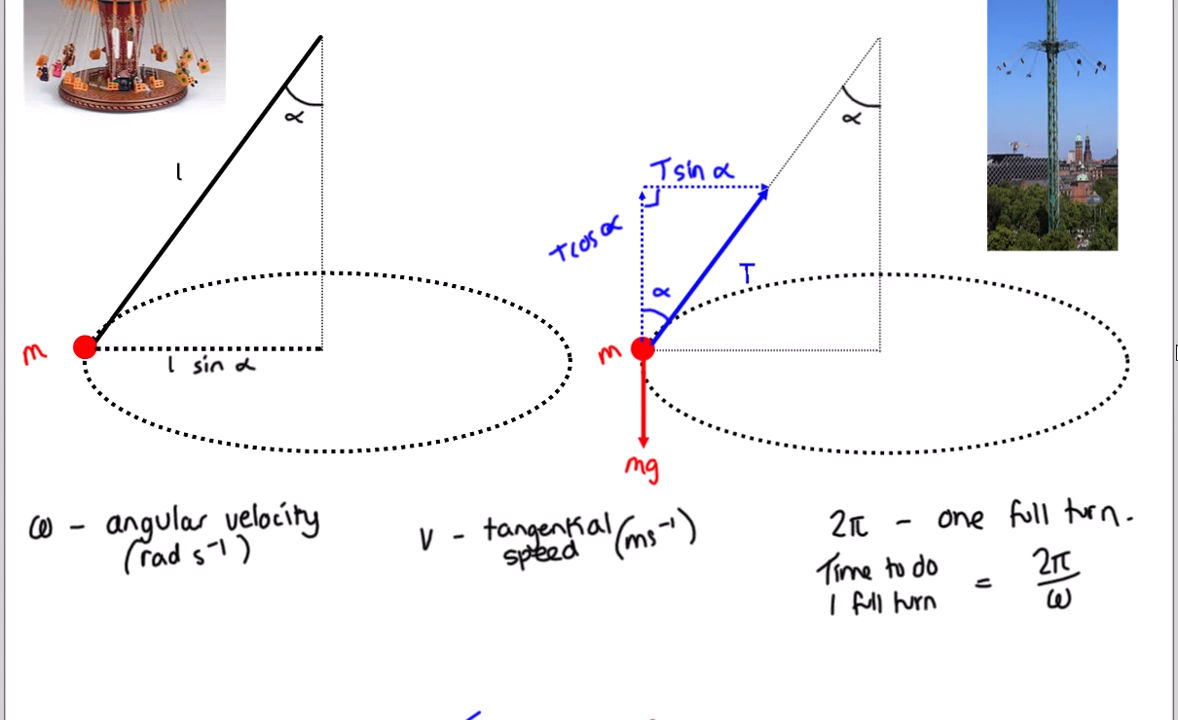 α
α
l
T sin α
T cos α
α
T
m
l sin α
m
mg
ω - angular velocity
(rad s⁻¹)
v - tangential
speed (ms⁻¹)
2π - one full turn.
Time to do
1 full turn = 2π/ω